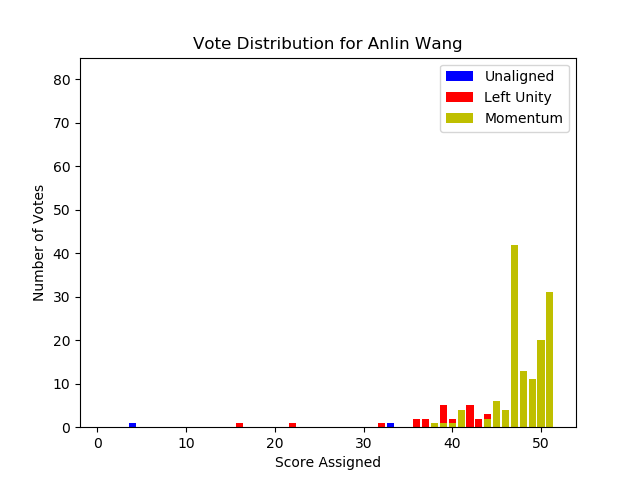 Vote Distribution for Anlin Wang
Unaligned
Left Unity
Momentum
Number of Votes
80
70
60
50
40
30
20
10
0
0 10 20 30 40 50
Score Assigned